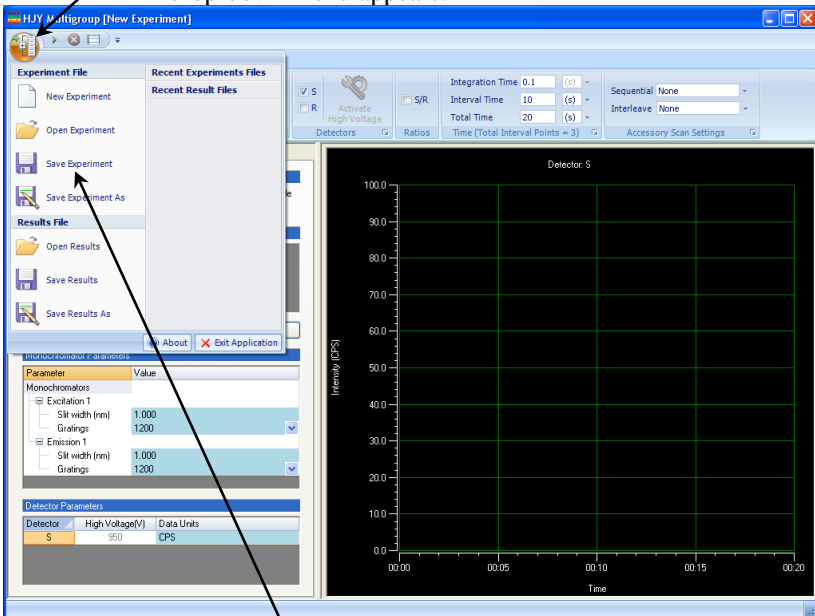 HJY Multigroup [New Experiment]
Experiment File
New Experiment
Open Experiment
Save Experiment
Save Experiment As
Results File
Open Results
Save Results
Save Results As
Recent Experiments Files
Recent Result Files
About
Exit Application
S
R
Activate
High Voltage
Detectors
S/R
Ratios
Integration Time 0.1 (s)
Interval Time 10 (s)
Total Time 20 (s)
Time (Total Interval Points = 3)
Sequential None
Interleave None
Accessory Scan Settings
Monochromator Parameters
Parameter Value
Monochromators
Excitation 1
Slit width (nm) 1.000
Gratings 1200
Emission 1
Slit width (nm) 1.000
Gratings 1200
Detector Parameters
Detector High Voltage(V) Data Units
S 950 CPS
Detector: S
Intensity (CPS)
100.0
90.0
80.0
70.0
60.0
50.0
40.0
30.0
20.0
10.0
0.0
00:00 00:05 00:10 00:15 00:20
Time